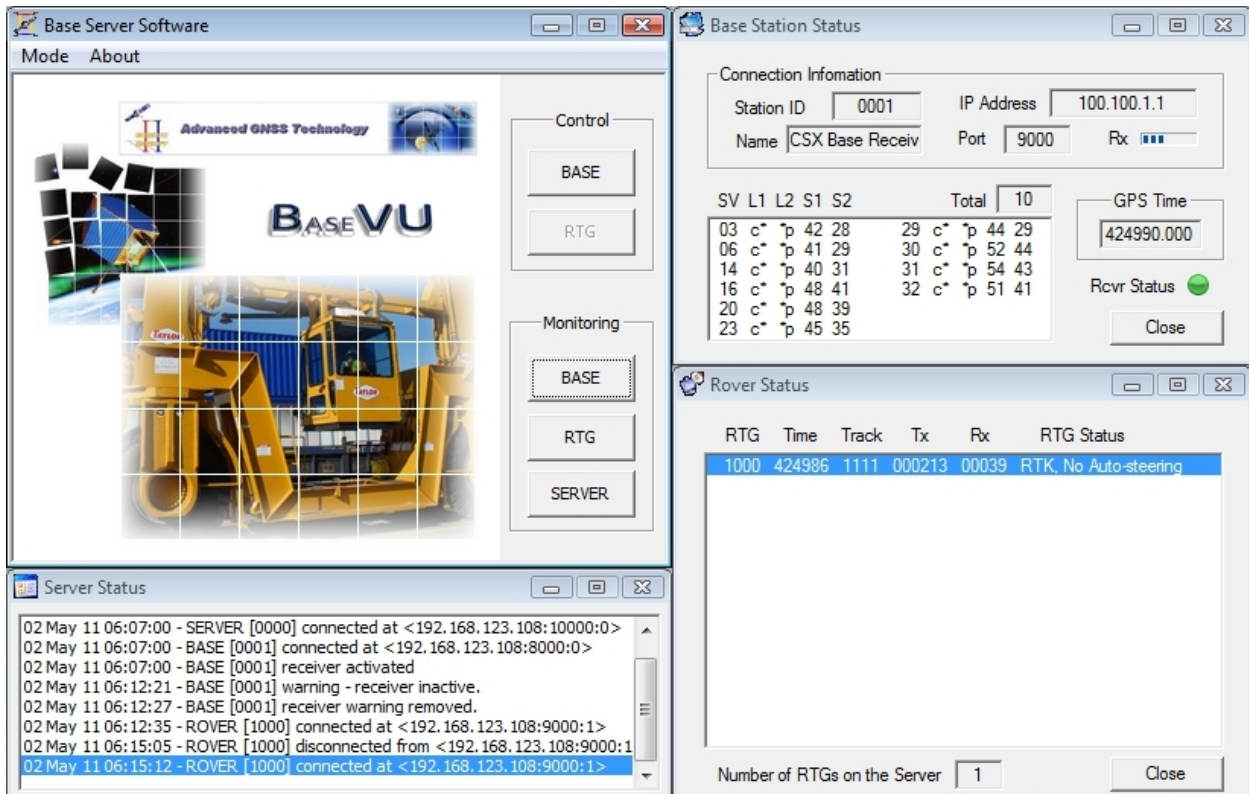 Base Server Software
Mode About
Advanced GNSS Technology
BASEVU
TAYLOR
TAYLOR
Control
BASE
RTG
Monitoring
BASE
RTG
SERVER
Base Station Status
Connection Infomation
Station ID 0001 IP Address 100.100.1.1
Name CSX Base Receiv Port 9000 Rx
SV L1 L2 S1 S2 Total 10
03 c* *p 42 28 29 c* *p 44 29
06 c* *p 41 29 30 c* *p 52 44
14 c* *p 40 31 31 c* *p 54 43
16 c* *p 48 41 32 c* *p 51 41
20 c* *p 48 39
23 c* *p 45 35
GPS Time
424990.000
Rcvr Status
Close
Server Status
02 May 11 06:07:00 - SERVER [0000] connected at <192.168.123.108:10000:0>
02 May 11 06:07:00 - BASE [0001] connected at <192.168.123.108:8000:0>
02 May 11 06:07:00 - BASE [0001] receiver activated
02 May 11 06:12:21 - BASE [0001] warning - receiver inactive.
02 May 11 06:12:27 - BASE [0001] receiver warning removed.
02 May 11 06:12:35 - ROVER [1000] connected at <192.168.123.108:9000:1>
02 May 11 06:15:05 - ROVER [1000] disconnected from <192.168.123.108:9000:1
02 May 11 06:15:12 - ROVER [1000] connected at <192.168.123.108:9000:1>
Rover Status
RTG Time Track Tx Rx RTG Status
1000 424986 1111 000213 00039 RTK, No Auto-steering
Number of RTGs on the Server 1
Close